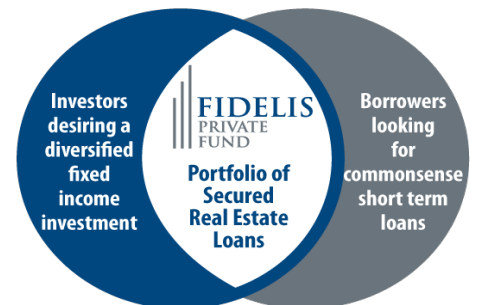 Investors
desiring a
diversified
fixed
income
investment
FIDELIS
PRIVATE
FUND
Portfolio of
Secured
Real Estate
Loans
Borrowers
looking
for
commonsense
short term
loans